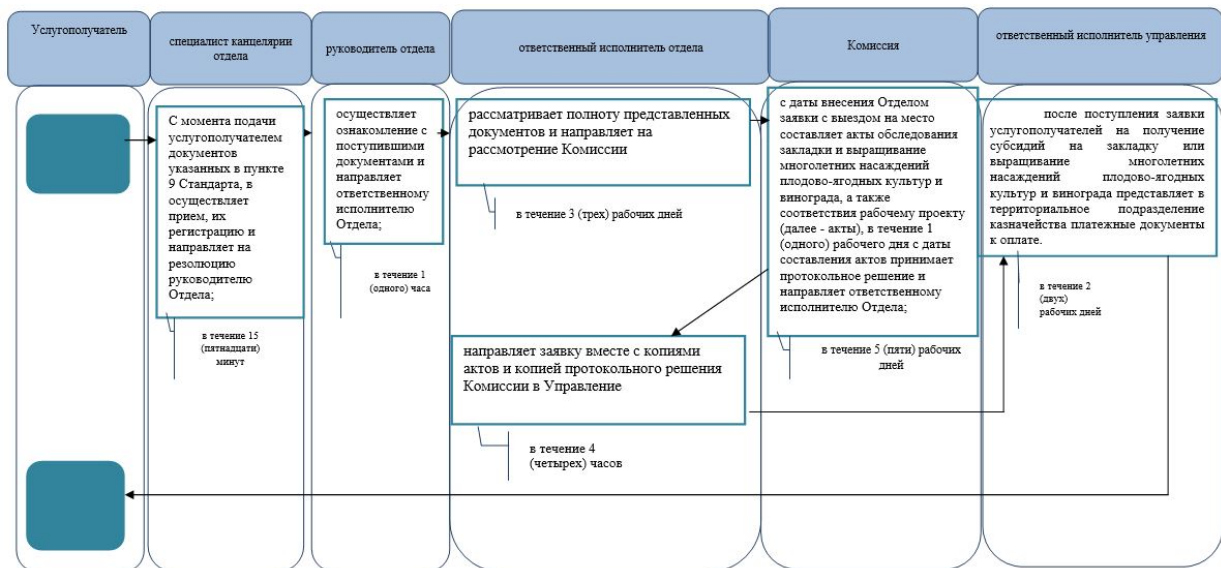 Услугополучатель
специалист канцелярии
отдела
руководитель отдела
ответственный исполнитель отдела
Комиссия
ответственный исполнитель управления
С момента подачи
услугополучателем
документов
указанных в пункте
9 Стандарта, в
осуществляет
прием, их
регистрацию и
направляет на
резолюцию
руководителю
Отдела;
в течение 15
(пятнадцати)
минут
осуществляет
ознакомление с
поступившими
документами и
направляет
ответственному
исполнителю
Отдела;
в течение 1
(одного) часа
рассматривает полноту представленных
документов и направляет на
рассмотрение Комиссии
в течение 3 (трех) рабочих дней
с даты внесения Отделом
заявки с выездом на место
составляет акты обследования
закладки и выращивание
многолетних насаждений
плодово-ягодных культур и
винограда, а также
соответствия рабочему проекту
(далее - акты), в течение 1
(одного) рабочего дня с даты
составления актов принимает
протокольное решение и
направляет ответственному
исполнителю Отдела;
в течение 5 (пяти) рабочих
дней
направляет заявку вместе с копиями
актов и копией протокольного решения
Комиссии в Управление
в течение 4
(четырех) часов
после поступления заявки
услугополучателей на получение
субсидий на закладку или
выращивание многолетних
насаждений плодово-ягодных
культур и винограда представляет в
территориальное подразделение
казначейства платежные документы
к оплате.
в течение 2
(двух)
рабочих дней